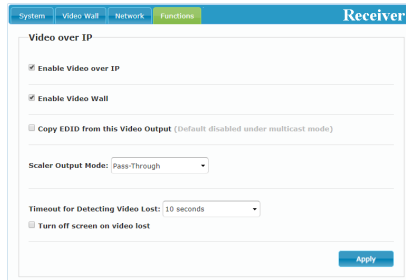 System Video Wall Network Functions Receiver
Video over IP
Enable Video over IP
Enable Video Wall
Copy EDID from this Video Output (Default disabled under multicast mode)
Scaler Output Mode: Pass-Through
Timeout for Detecting Video Lost: 10 seconds
Turn off screen on video lost
Apply